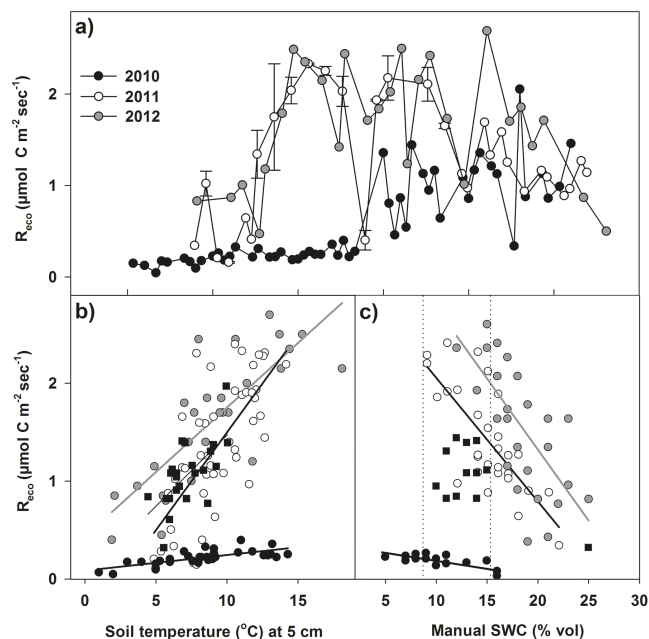 a)
R_eco (µmol C m⁻² sec⁻¹)
2
1
0
2010
2011
2012
b)
c)
R_eco (µmol C m⁻² sec⁻¹)
2
1
0
0 5 10 15
5 10 15 20 25 30
Soil temperature (°C) at 5 cm
Manual SWC (% vol)